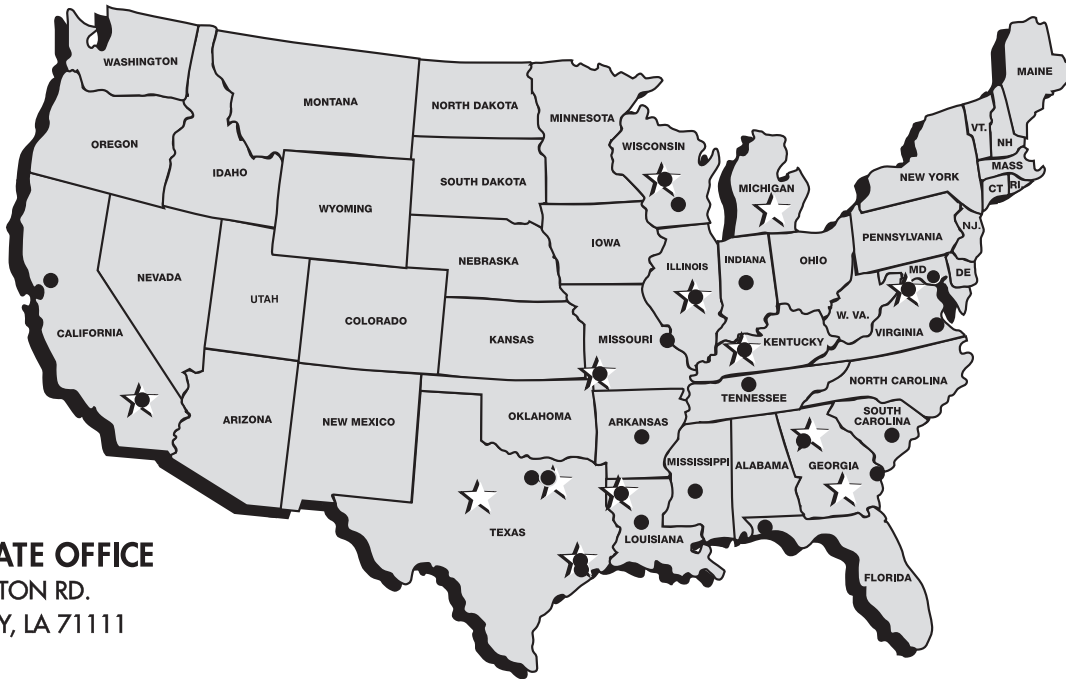 WASHINGTON
MONTANA
NORTH DAKOTA
MINNESOTA
MAINE
OREGON
IDAHO
SOUTH DAKOTA
WISCONSIN
MICHIGAN
NEW YORK
VT.
NH
MASS
CT
RI
WYOMING
NEVADA
UTAH
NEBRASKA
IOWA
ILLINOIS
INDIANA
OHIO
PENNSYLVANIA
NJ.
MD
DE
CALIFORNIA
COLORADO
KANSAS
MISSOURI
KENTUCKY
W. VA.
VIRGINIA
ARIZONA
NEW MEXICO
OKLAHOMA
ARKANSAS
TENNESSEE
NORTH CAROLINA
SOUTH
CAROLINA
TEXAS
LOUISIANA
MISSISSIPPI
ALABAMA
GEORGIA
FLORIDA
ATE OFFICE
TON RD.
Y, LA 71111